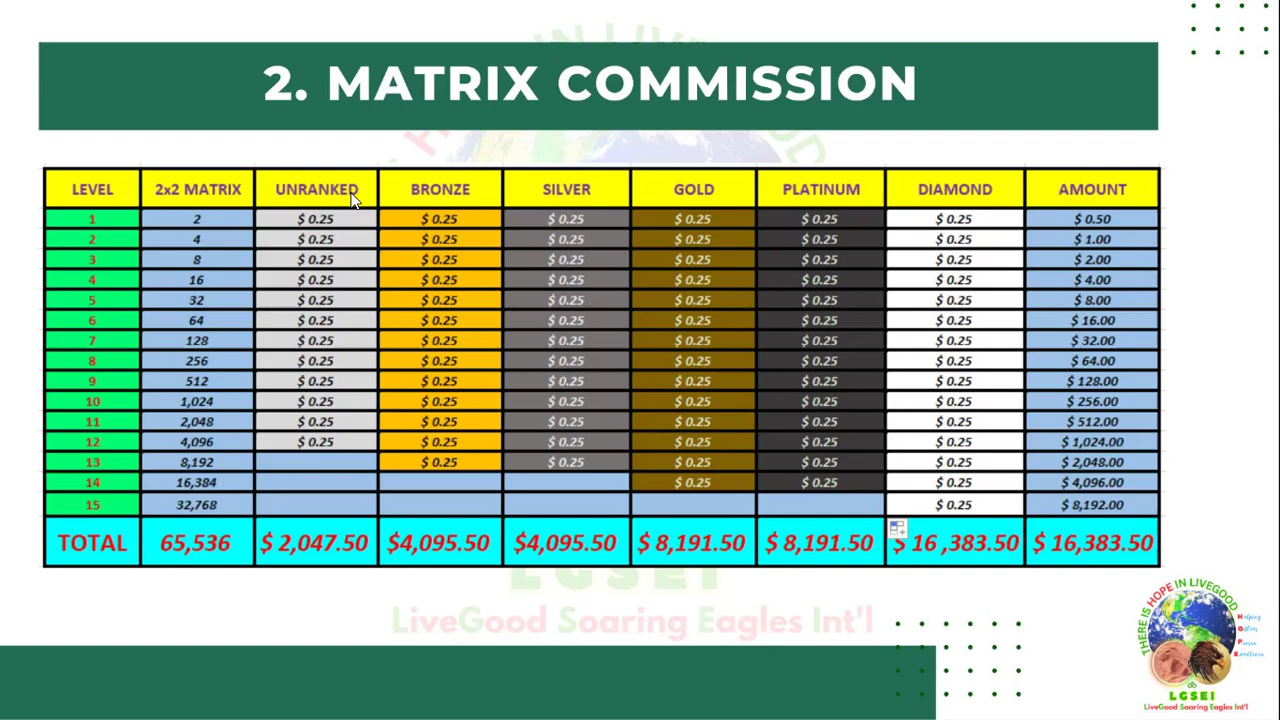 2. MATRIX COMMISSION
LEVEL 2x2 MATRIX UNRANKED BRONZE SILVER GOLD PLATINUM DIAMOND AMOUNT
1 2 $ 0.25 $ 0.25 $ 0.25 $ 0.25 $ 0.25 $ 0.25 $ 0.50
2 4 $ 0.25 $ 0.25 $ 0.25 $ 0.25 $ 0.25 $ 0.25 $ 1.00
3 8 $ 0.25 $ 0.25 $ 0.25 $ 0.25 $ 0.25 $ 0.25 $ 2.00
4 16 $ 0.25 $ 0.25 $ 0.25 $ 0.25 $ 0.25 $ 0.25 $ 4.00
5 32 $ 0.25 $ 0.25 $ 0.25 $ 0.25 $ 0.25 $ 0.25 $ 8.00
6 64 $ 0.25 $ 0.25 $ 0.25 $ 0.25 $ 0.25 $ 0.25 $ 16.00
7 128 $ 0.25 $ 0.25 $ 0.25 $ 0.25 $ 0.25 $ 0.25 $ 32.00
8 256 $ 0.25 $ 0.25 $ 0.25 $ 0.25 $ 0.25 $ 0.25 $ 64.00
9 512 $ 0.25 $ 0.25 $ 0.25 $ 0.25 $ 0.25 $ 0.25 $ 128.00
10 1,024 $ 0.25 $ 0.25 $ 0.25 $ 0.25 $ 0.25 $ 0.25 $ 256.00
11 2,048 $ 0.25 $ 0.25 $ 0.25 $ 0.25 $ 0.25 $ 0.25 $ 512.00
12 4,096 $ 0.25 $ 0.25 $ 0.25 $ 0.25 $ 0.25 $ 0.25 $ 1,024.00
13 8,192 $ 0.25 $ 0.25 $ 0.25 $ 0.25 $ 0.25 $ 2,048.00
14 16,384 $ 0.25 $ 0.25 $ 0.25 $ 4,096.00
15 32,768 $ 0.25 $ 8,192.00
TOTAL 65,536 $ 2,047.50 $4,095.50 $4,095.50 $ 8,191.50 $ 8,191.50 $ 16 ,383.50 $ 16,383.50
LGSEI
LiveGood Soaring Eagles Int'l
THERE IS HOPE IN LIVEGOOD
Helping
Others
LGSEI
LiveGood Soaring Eagles Int'l